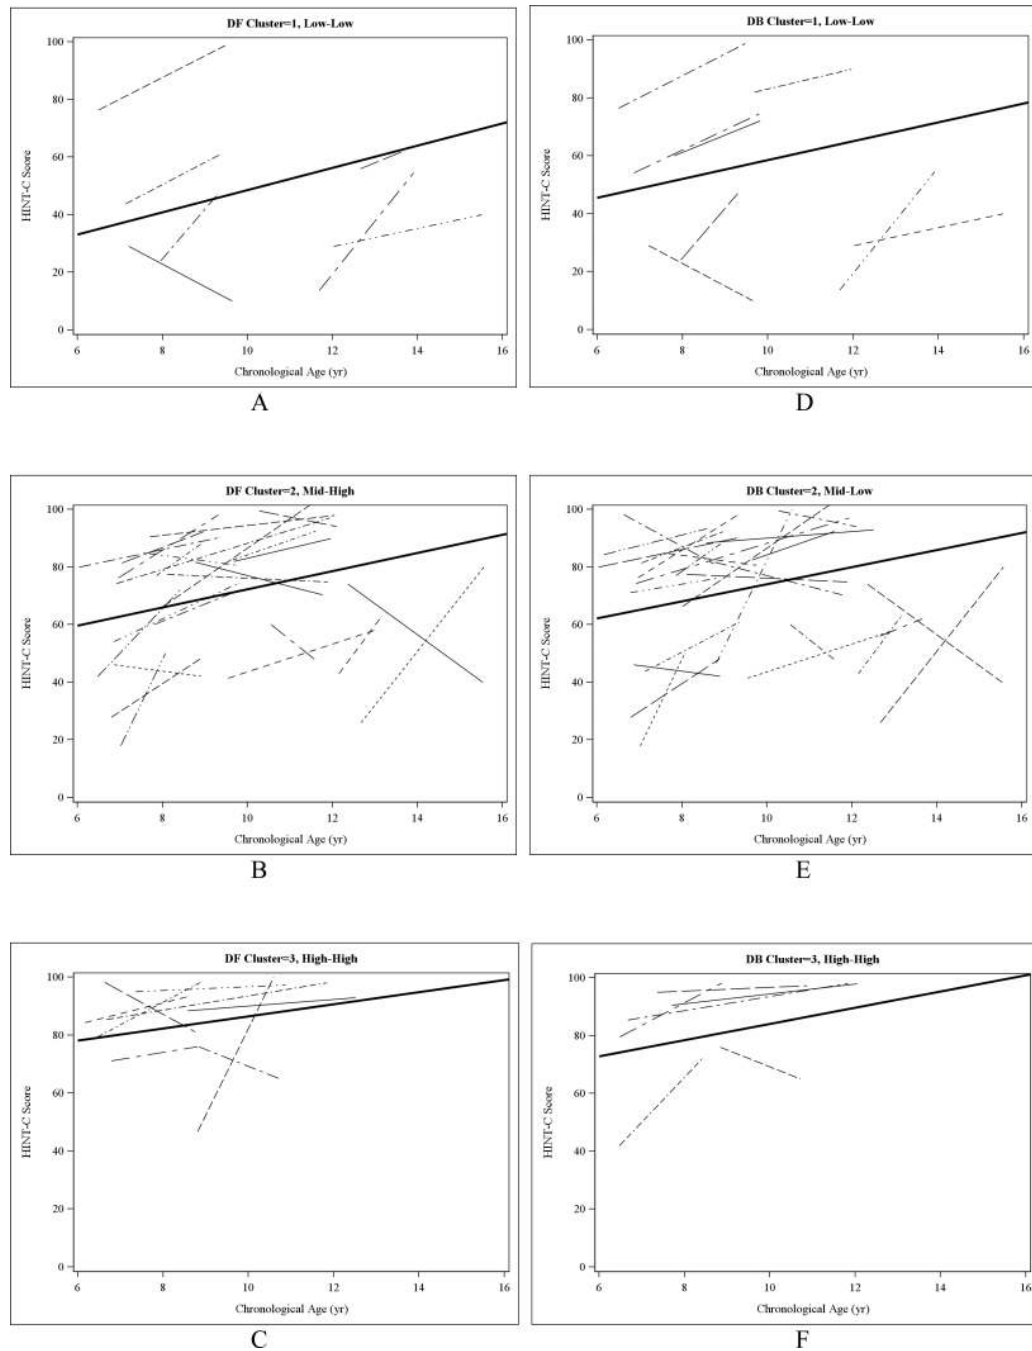 DF Cluster=1, Low-Low
100
80
60
40
20
0
HINT-C Score
6 8 10 12 14 16
Chronological Age (yr)
A
DB Cluster=1, Low-Low
100
80
60
40
20
0
HINT-C Score
6 8 10 12 14 16
Chronological Age (yr)
D
DF Cluster=2, Mid-High
100
80
60
40
20
0
HINT-C Score
6 8 10 12 14 16
Chronological Age (yr)
B
DB Cluster=2, Mid-Low
100
80
60
40
20
0
HINT-C Score
6 8 10 12 14 16
Chronological Age (yr)
E
DF Cluster=3, High-High
100
80
60
40
20
0
HINT-C Score
6 8 10 12 14 16
Chronological Age (yr)
C
DB Cluster=3, High-High
100
80
60
40
20
0
HINT-C Score
6 8 10 12 14 16
Chronological Age (yr)
F